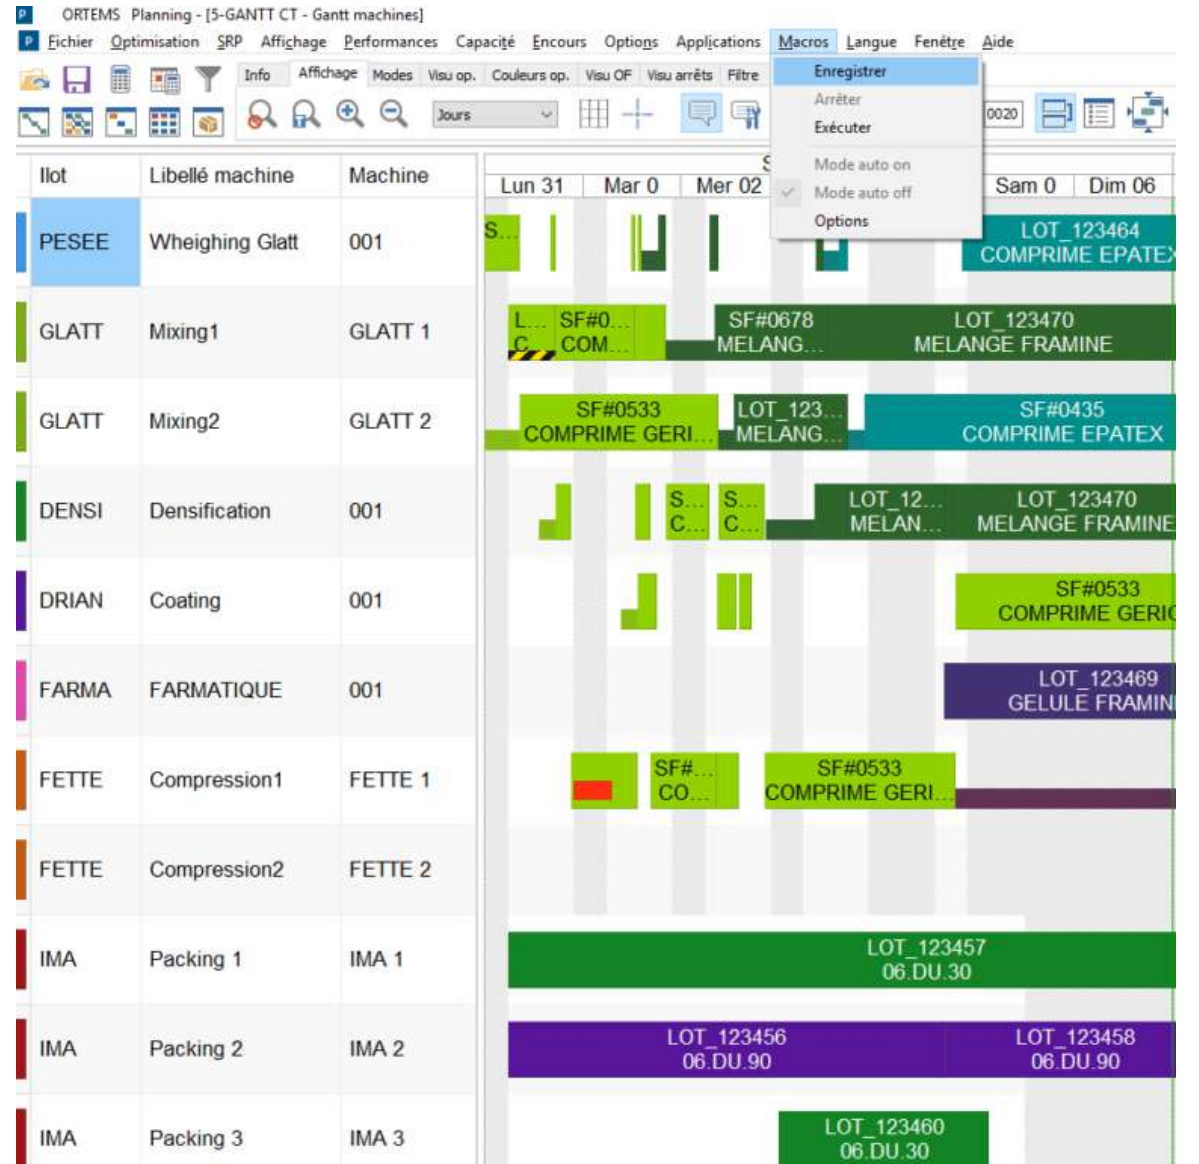 ORTEMS Planning - [5-GANTT CT - Gantt machines]
Fichier Optimisation SRP Affichage Performances Capacité Encours Options Applications Macros Langue Fenêtre Aide
Info Affichage Modes Visu op. Couleurs op. Visu OF Visu arrêts Filtre
Jours
0020
Enregistrer
Arrêter
Exécuter
Mode auto on
Mode auto off
Options
Ilot Libellé machine Machine
Lun 31 Mar 0 Mer 02 Sam 0 Dim 06
PESEE Wheighing Glatt 001
S...
LOT_123464
COMPRIME EPATEX
GLATT Mixing1 GLATT 1
L... SF#0... SF#0678 LOT_123470
C... COM... MELANG... MELANGE FRAMINE
GLATT Mixing2 GLATT 2
SF#0533 LOT_123... SF#0435
COMPRIME GERI... MELANG... COMPRIME EPATEX
DENSI Densification 001
S... S... LOT_12... LOT_123470
C... C... MELAN... MELANGE FRAMINE
DRIAN Coating 001
SF#0533
COMPRIME GERIC
FARMA FARMATIQUE 001
LOT_123469
GELULE FRAMIN
FETTE Compression1 FETTE 1
SF#... SF#0533
CO... COMPRIME GERI...
FETTE Compression2 FETTE 2
IMA Packing 1 IMA 1
LOT_123457
06.DU.30
IMA Packing 2 IMA 2
LOT_123456 LOT_123458
06.DU.90 06.DU.90
IMA Packing 3 IMA 3
LOT_123460
06.DU.30